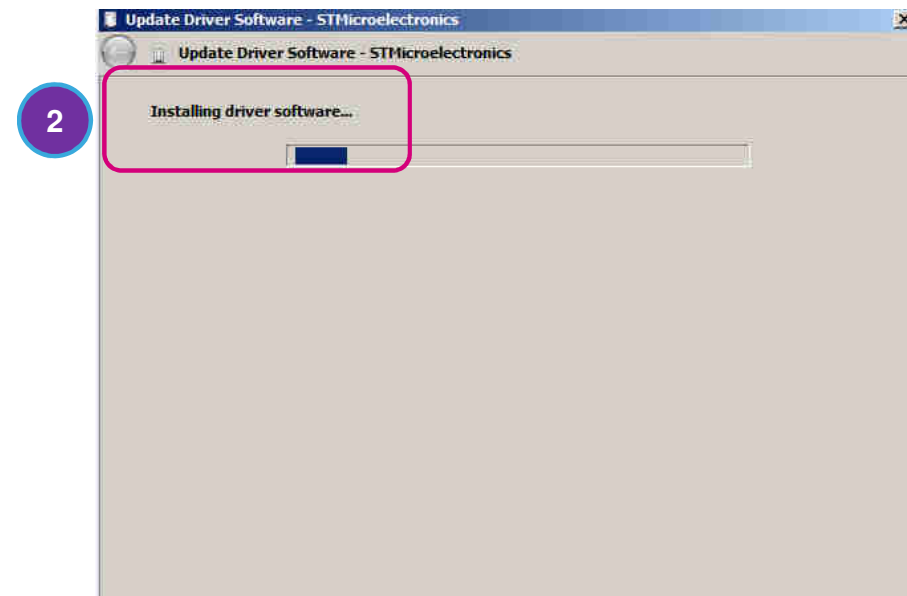 Update Driver Software - STMicroelectronics
Update Driver Software - STMicroelectronics
2
Installing driver software...